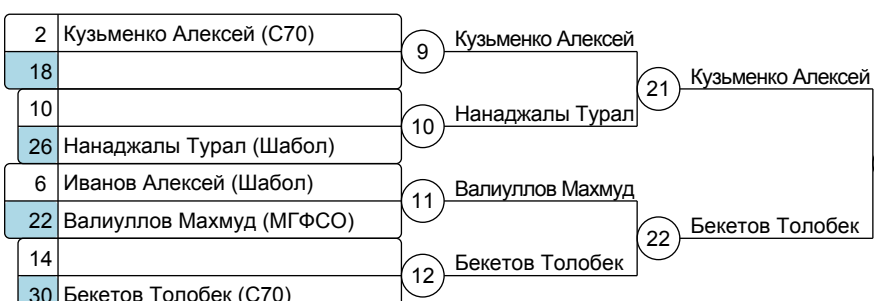 2 Кузьменко Алексей (С70)
18
10
26 Нанаджалы Турал (Шабол)
6 Иванов Алексей (Шабол)
22 Валиуллов Махмуд (МГФСО)
14
30 Бекетов Толобек (С70)
9 Кузьменко Алексей
10 Нанаджалы Турал
11 Валиуллов Махмуд
12 Бекетов Толобек
21 Кузьменко Алексей
22 Бекетов Толобек